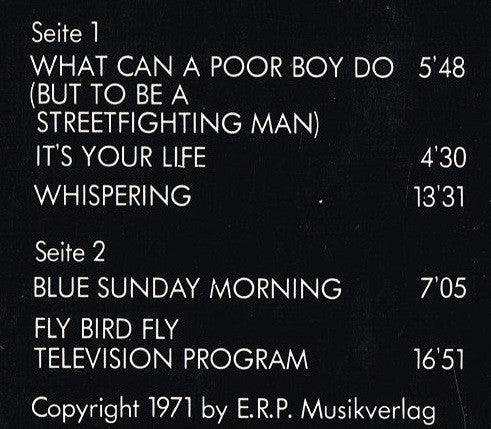 Seite 1
WHAT CAN A POOR BOY DO 5'48
(BUT TO BE A
STREETFIGHTING MAN)
IT'S YOUR LIFE 4'30
WHISPERING 13'31
Seite 2
BLUE SUNDAY MORNING 7'05
FLY BIRD FLY
TELEVISION PROGRAM 16'51
Copyright 1971 by E.R.P. Musikverlag